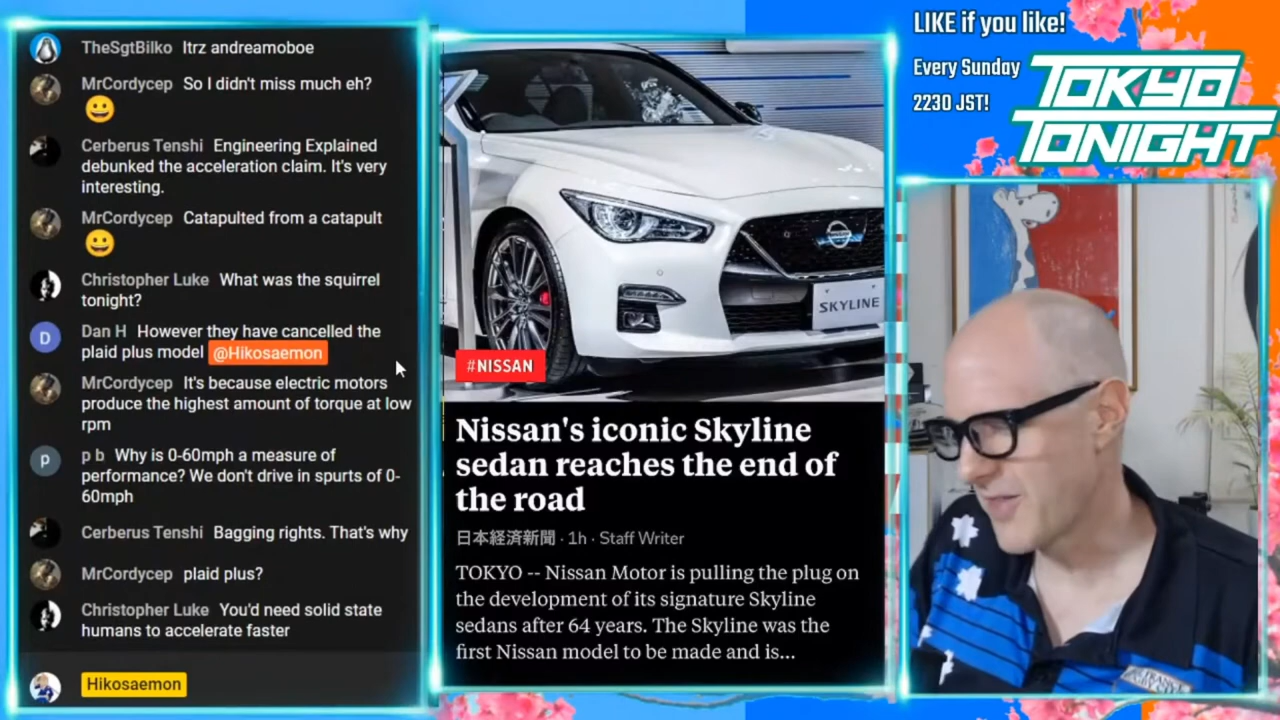 TheSgtBilko Itrz andreamoboe
MrCordycep So I didn't miss much eh?
😀
Cerberus Tenshi Engineering Explained
debunked the acceleration claim. It's very
interesting.
MrCordycep Catapulted from a catapult
😀
Christopher Luke What was the squirrel
tonight?
D
Dan H However they have cancelled the
plaid plus model @Hikosaemon
MrCordycep It's because electric motors
produce the highest amount of torque at low
rpm
P
p b Why is 0-60mph a measure of
performance? We don't drive in spurts of 0-
60mph
Cerberus Tenshi Bagging rights. That's why
MrCordycep plaid plus?
Christopher Luke You'd need solid state
humans to accelerate faster
Hikosaemon
SKYLINE
#NISSAN
Nissan's iconic Skyline
sedan reaches the end of
the road
日本経済新聞 · 1h · Staff Writer
TOKYO -- Nissan Motor is pulling the plug on
the development of its signature Skyline
sedans after 64 years. The Skyline was the
first Nissan model to be made and is...
LIKE if you like!
Every Sunday
2230 JST!
TOKYO
TONIGHT